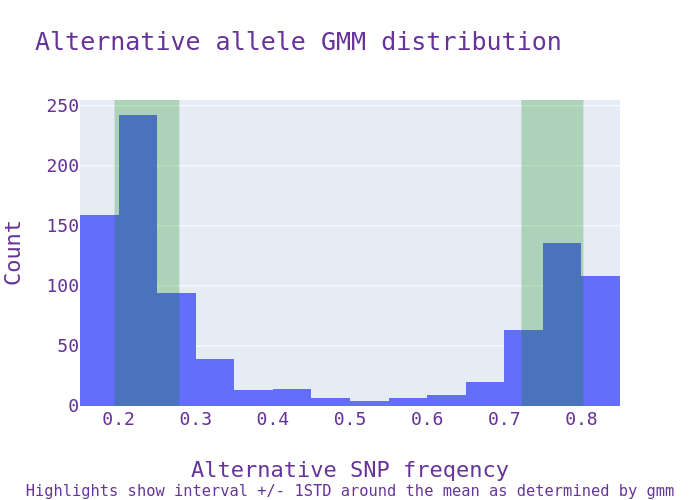 Alternative allele GMM distribution
250
200
150
100
50
0
Count
0.2 0.3 0.4 0.5 0.6 0.7 0.8
Alternative SNP freqency
Highlights show interval +/- 1STD around the mean as determined by gmm